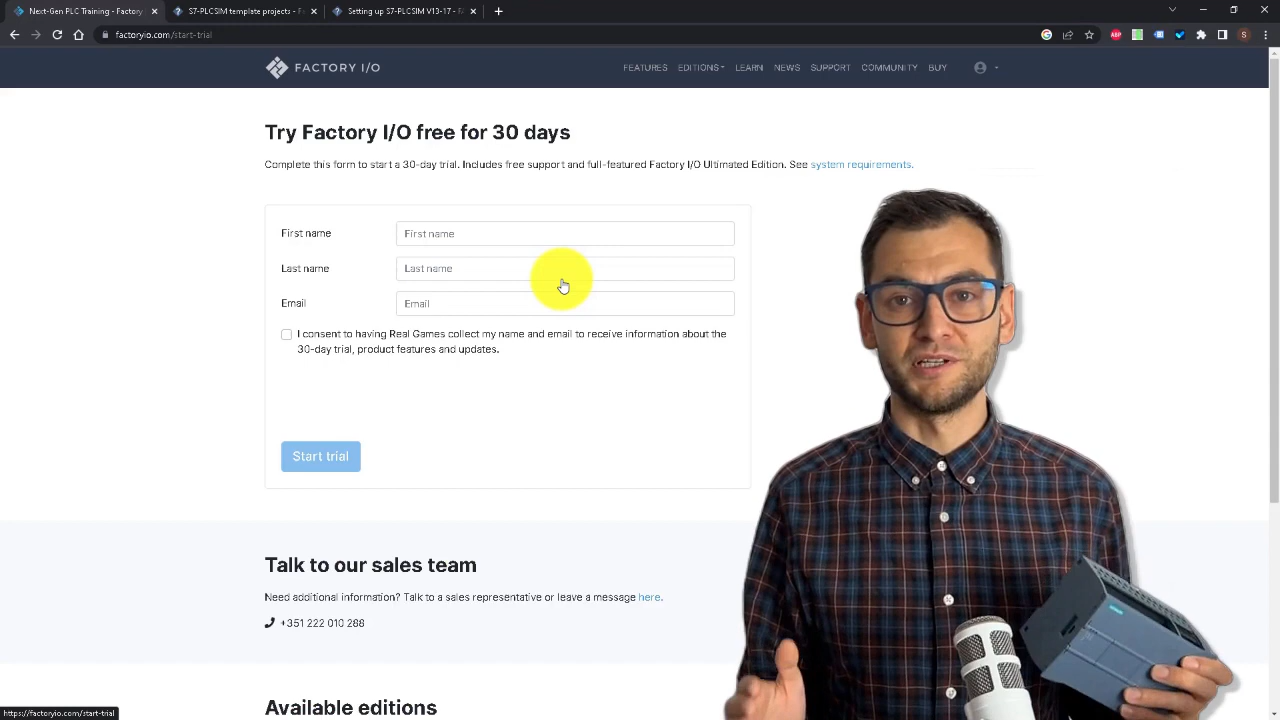 Next-Gen PLC Training - Factory
S7-PLCSIM template projects - F
Setting up S7-PLCSIM V13-17 - F
factoryio.com/start-trial
ABP
S
FACTORY I/O
FEATURES EDITIONS LEARN NEWS SUPPORT COMMUNITY BUY
Try Factory I/O free for 30 days
Complete this form to start a 30-day trial. Includes free support and full-featured Factory I/O Ultimated Edition. See system requirements.
First name First name
Last name Last name
Email Email
I consent to having Real Games collect my name and email to receive information about the
30-day trial, product features and updates.
Start trial
Talk to our sales team
Need additional information? Talk to a sales representative or leave a message here.
+351 222 010 288
Available editions
https://factoryio.com/start-trial